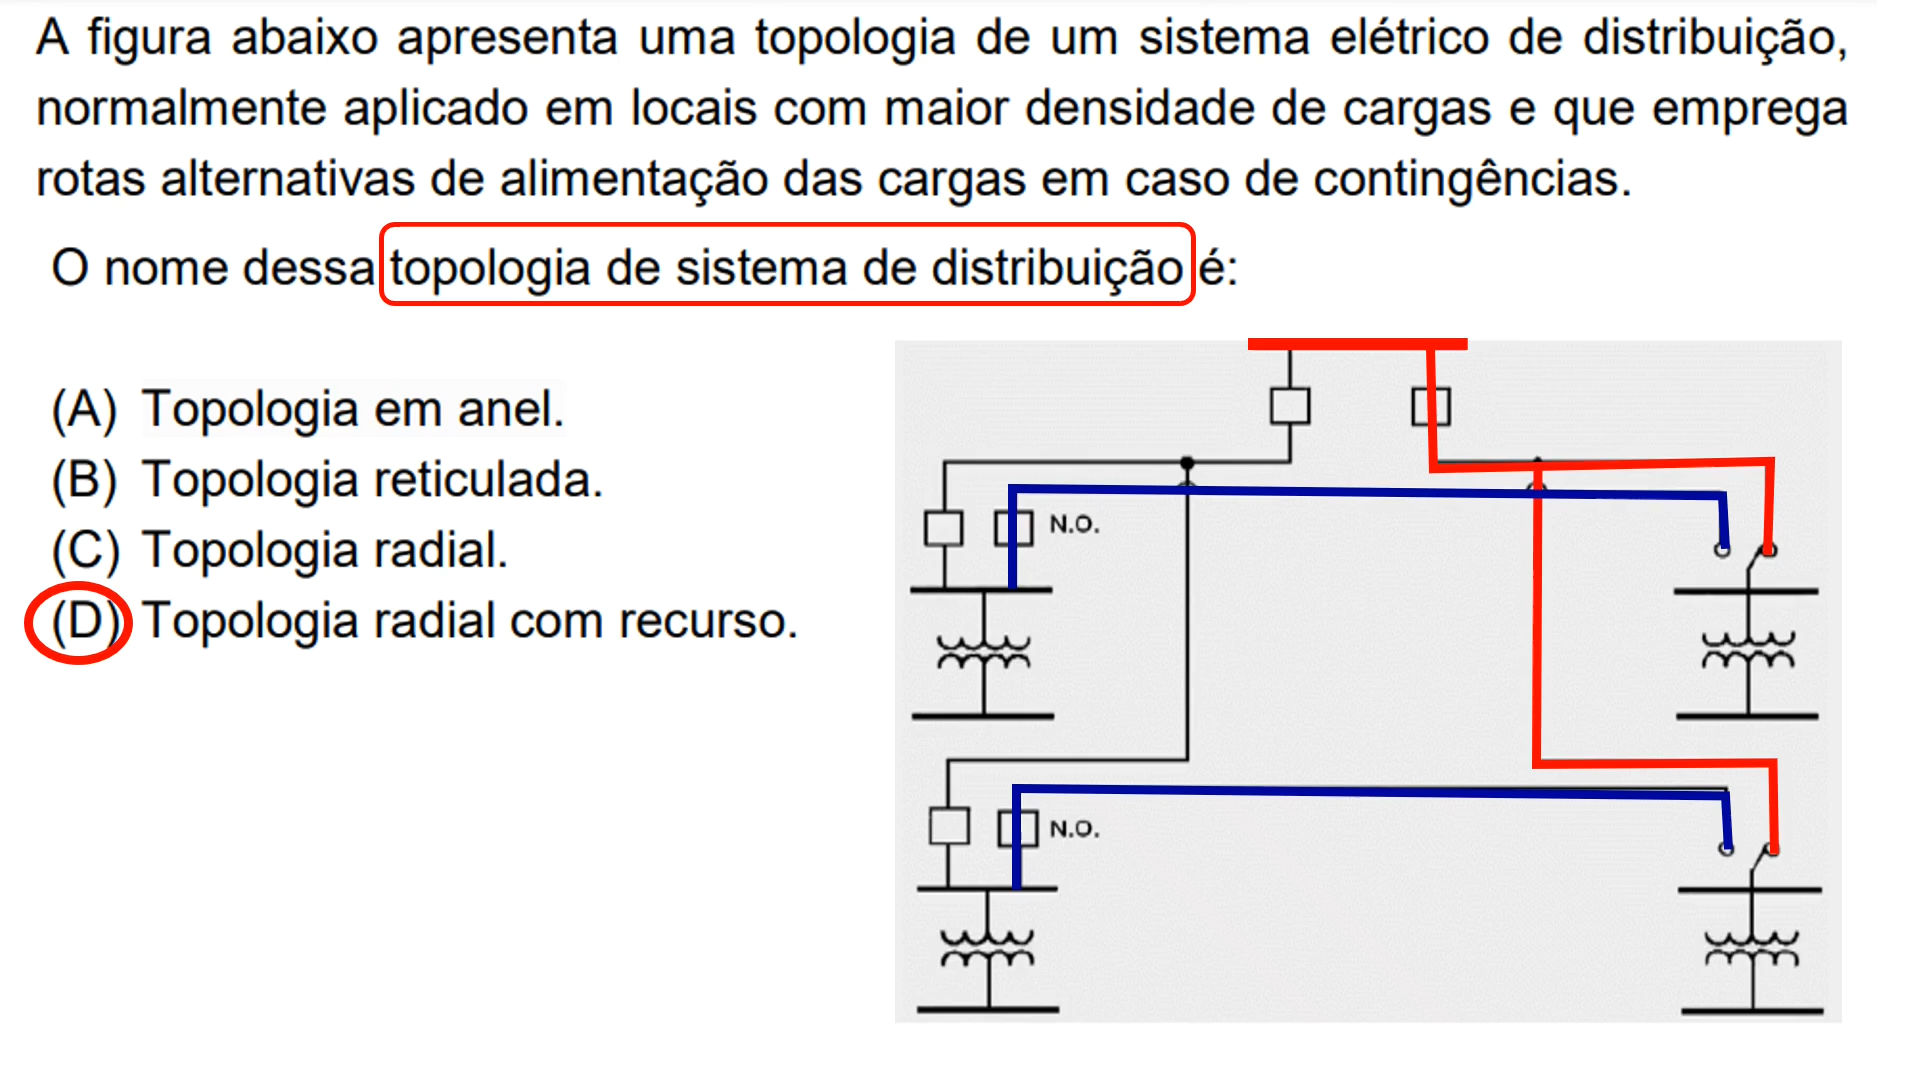 A figura abaixo apresenta uma topologia de um sistema elétrico de distribuição,
normalmente aplicado em locais com maior densidade de cargas e que emprega
rotas alternativas de alimentação das cargas em caso de contingências.
O nome dessa topologia de sistema de distribuição é:
(A) Topologia em anel.
(B) Topologia reticulada.
(C) Topologia radial.
(D) Topologia radial com recurso.
N.O.
N.O.